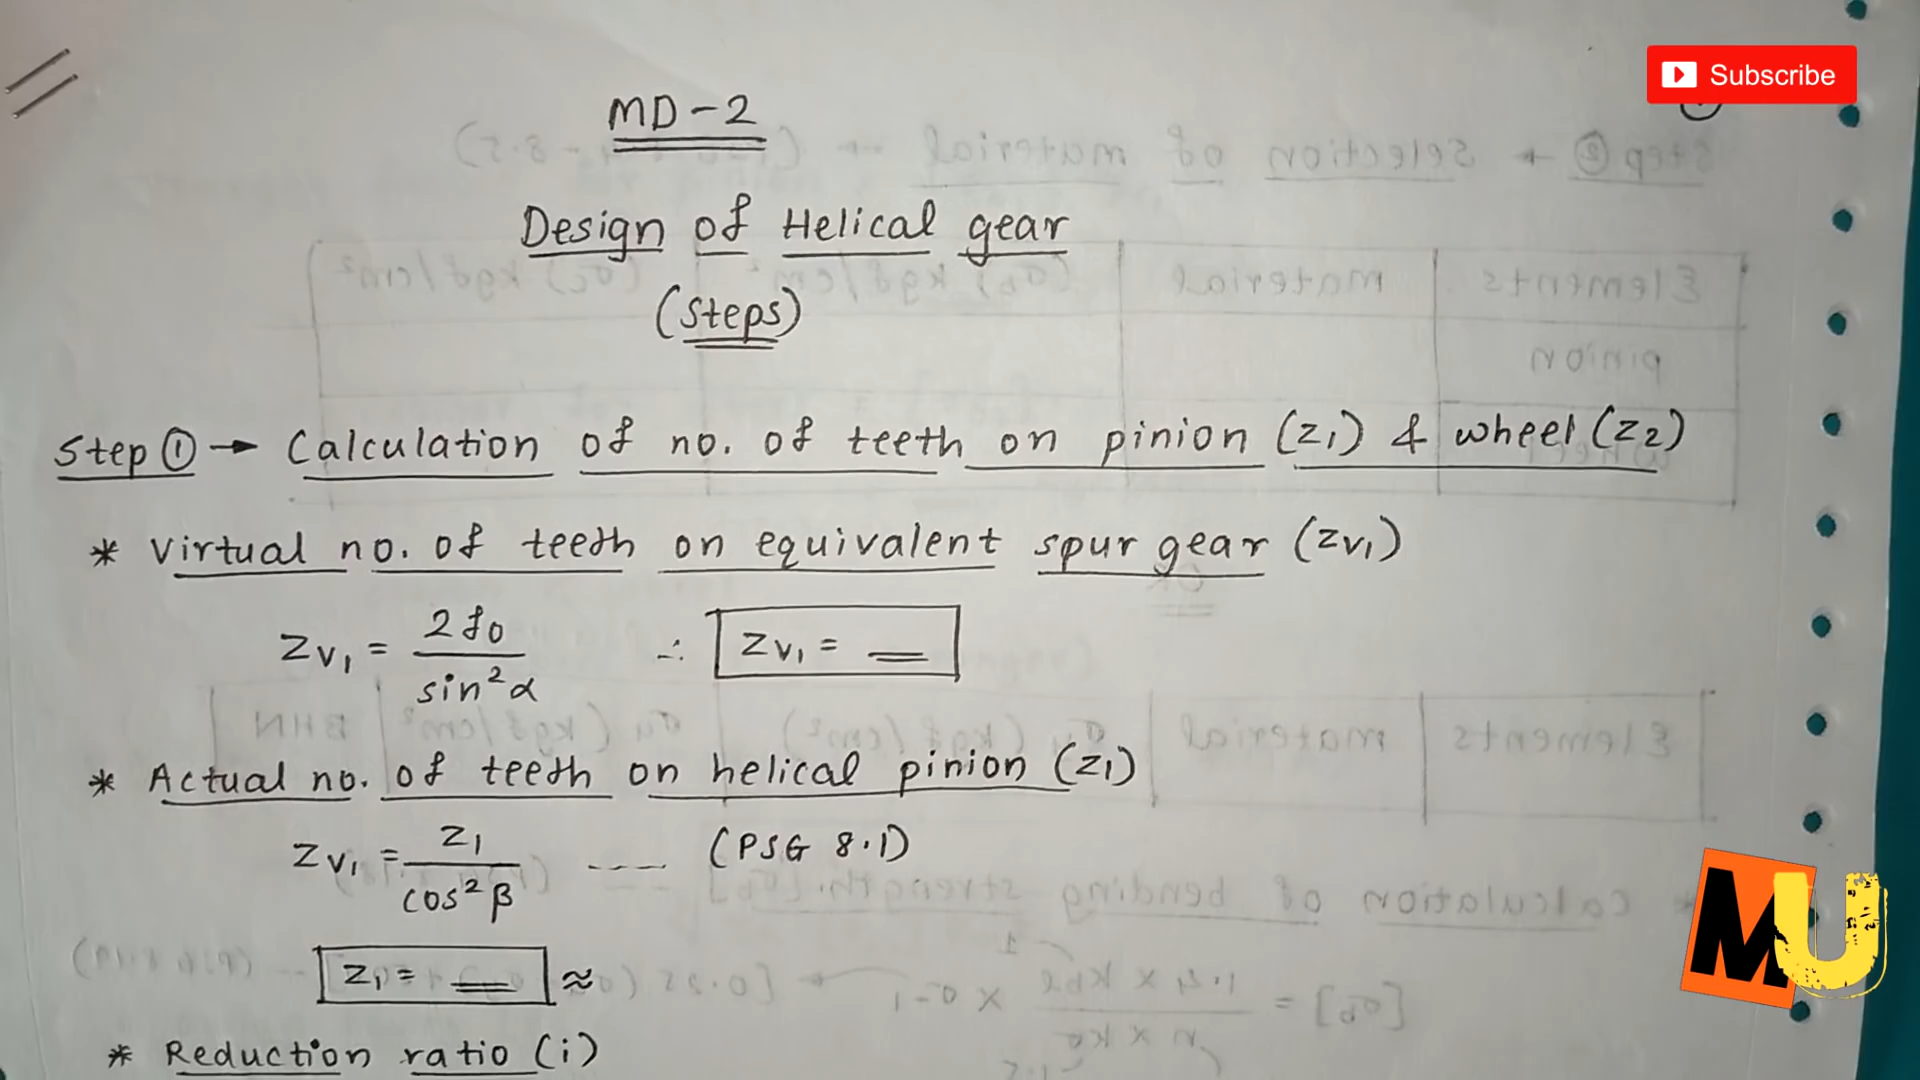 Subscribe
MD-2
Design of Helical gear
(steps)
Step ① → Calculation of no. of teeth on pinion (z1) & wheel (z2)
* Virtual no. of teeth on equivalent spur gear (zv1)
zv1 = 2f0 / sin²α ∴ zv1 = __
* Actual no. of teeth on helical pinion (z1)
zv1 = z1 / cos²β ---- (PSG 8.1)
z1 = __ ≈
* Reduction ratio (i)
MU